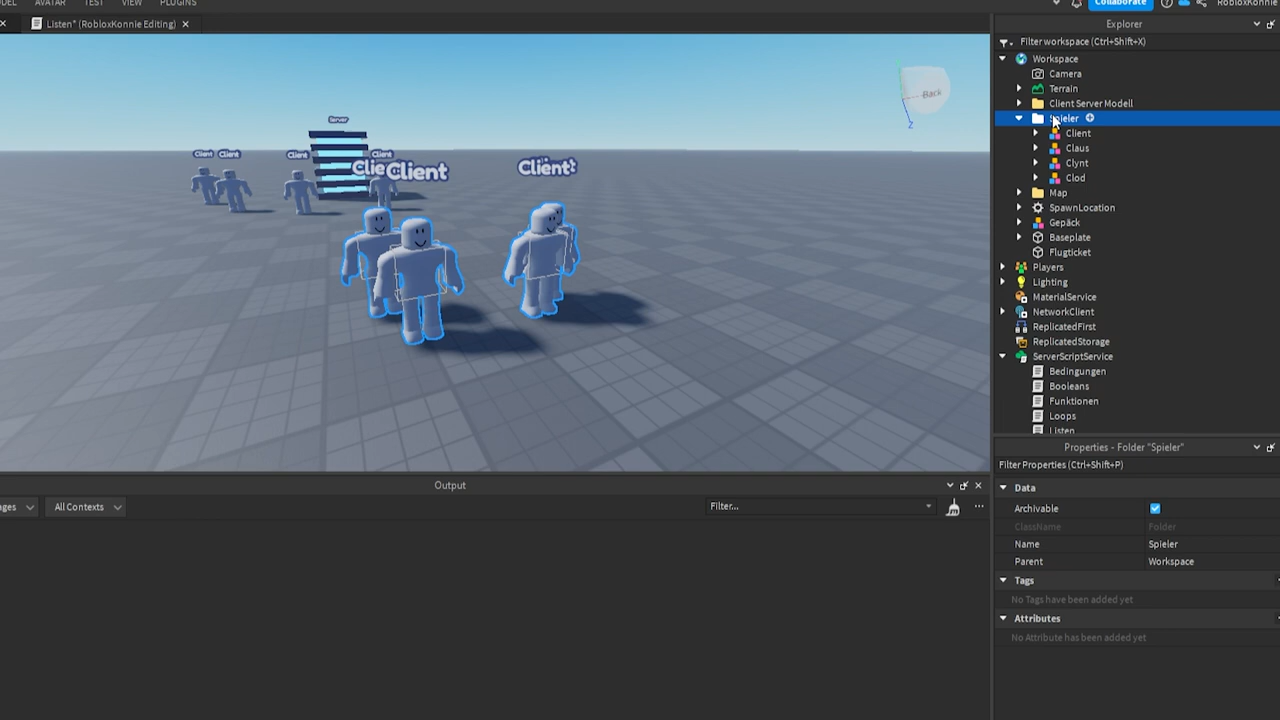 DEL AVATAR TEST VIEW PLUGINS
Collaborate
RobloxKonnie
Listen* (RobloxKonnie Editing)
Back
Server
Client
Client
Client
Client
Client
Client
Explorer
Filter workspace (Ctrl+Shift+X)
Workspace
Camera
Terrain
Client Server Modell
Spieler
Client
Claus
Clynt
Clod
Map
SpawnLocation
Gepäck
Baseplate
Flugticket
Players
Lighting
MaterialService
NetworkClient
ReplicatedFirst
ReplicatedStorage
ServerScriptService
Bedingungen
Booleans
Funktionen
Loops
Listen
Output
ges
All Contexts
Filter...
Properties - Folder "Spieler"
Filter Properties (Ctrl+Shift+P)
Data
Archivable
ClassName Folder
Name Spieler
Parent Workspace
Tags
No Tags have been added yet
Attributes
No Attribute has been added yet